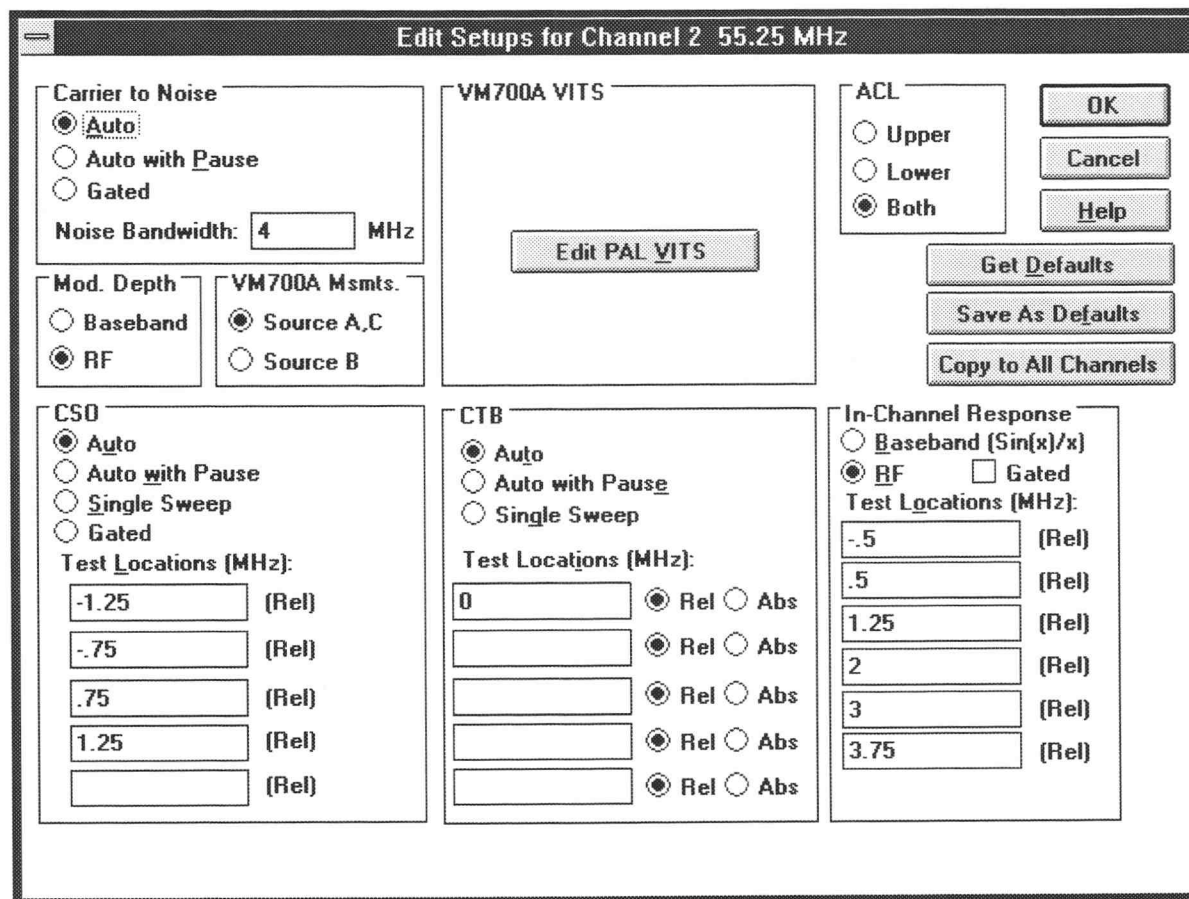 Edit Setups for Channel 2 55.25 MHz
Carrier to Noise
Auto
Auto with Pause
Gated
Noise Bandwidth: 4 MHz
VM700A VITS
Edit PAL VITS
ACL
Upper
Lower
Both
OK
Cancel
Help
Get Defaults
Save As Defaults
Copy to All Channels
Mod. Depth
Baseband
RF
VM700A Msmts.
Source A,C
Source B
CSO
Auto
Auto with Pause
Single Sweep
Gated
Test Locations (MHz):
-1.25 (Rel)
-.75 (Rel)
.75 (Rel)
1.25 (Rel)
(Rel)
CTB
Auto
Auto with Pause
Single Sweep
Test Locations (MHz):
0 Rel Abs
Rel Abs
Rel Abs
Rel Abs
Rel Abs
In-Channel Response
Baseband (Sin(x)/x)
RF Gated
Test Locations (MHz):
-.5 (Rel)
.5 (Rel)
1.25 (Rel)
2 (Rel)
3 (Rel)
3.75 (Rel)